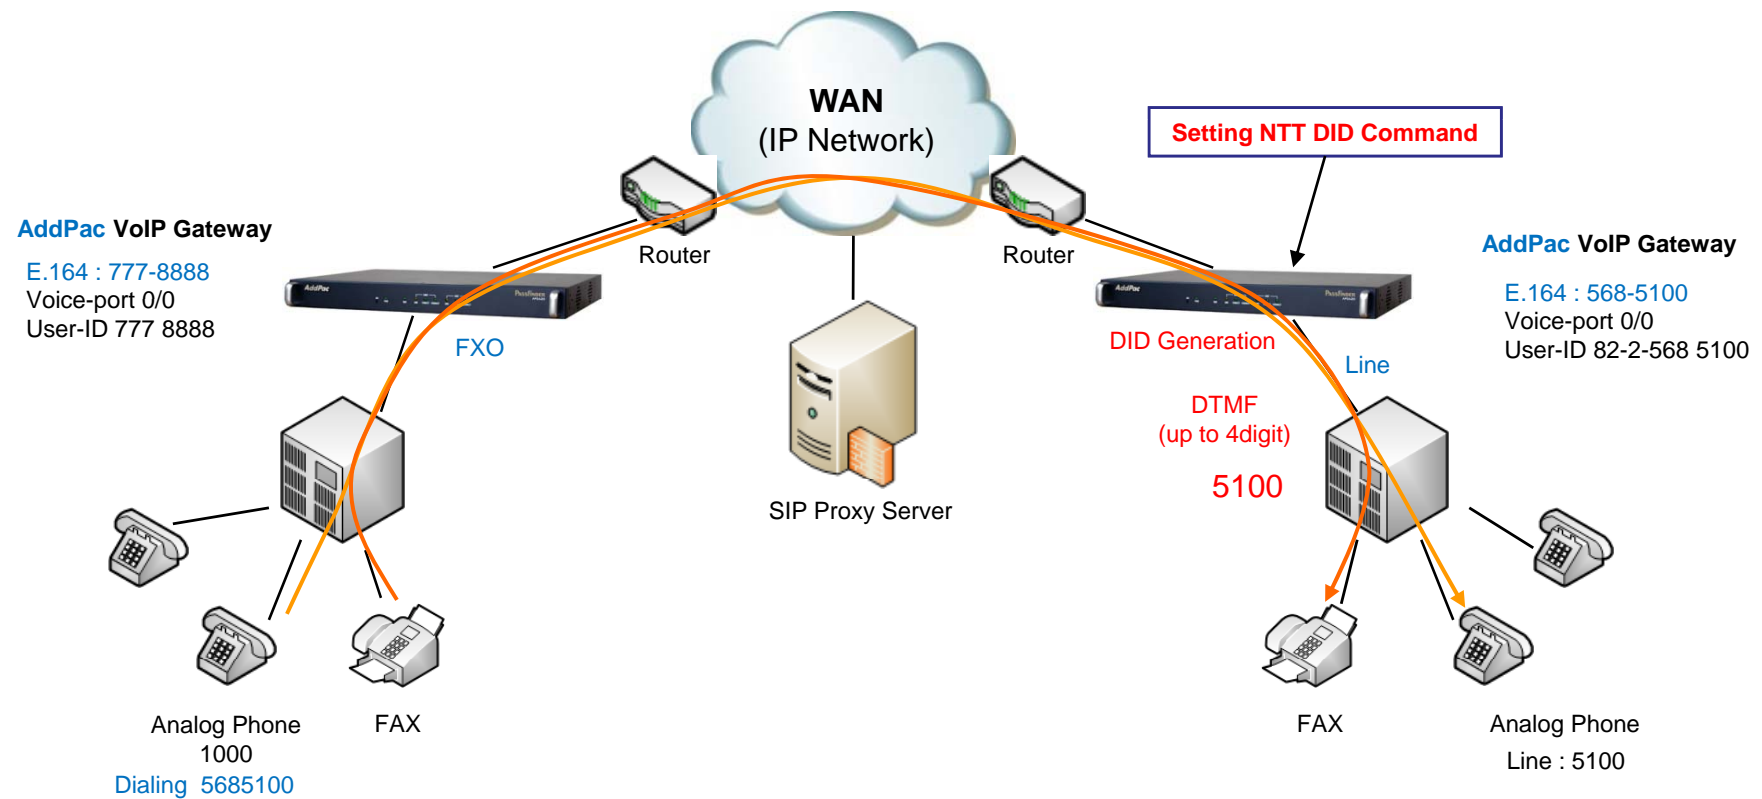 WAN
(IP Network)
Setting NTT DID Command
AddPac VoIP Gateway
E.164 : 777-8888
Voice-port 0/0
User-ID 777 8888
Router
Router
AddPac VoIP Gateway
E.164 : 568-5100
Voice-port 0/0
User-ID 82-2-568 5100
AddPac
AddPac
FXO
DID Generation
Line
DTMF
(up to 4digit)
5100
SIP Proxy Server
Analog Phone
1000
Dialing 5685100
FAX
FAX
Analog Phone
Line : 5100